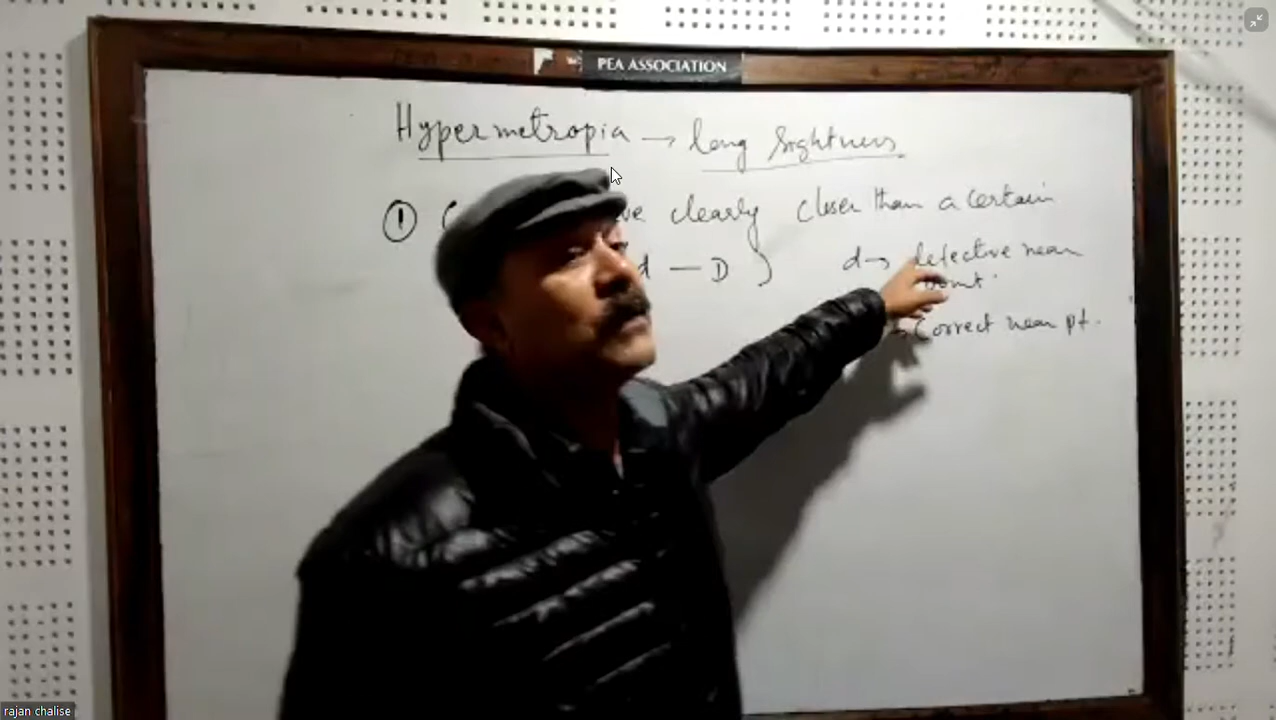 PEA ASSOCIATION
Hypermetropia → long Sightness
① clearly closer than a certain
d — D ) d → defective near
point
→ Correct near pt.
rajan chalise